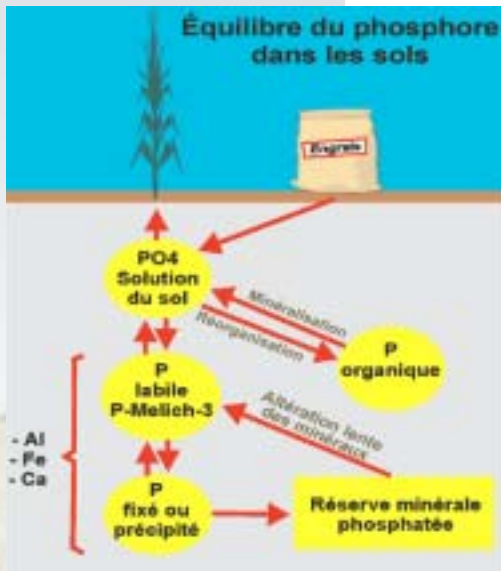 Équilibre du phosphore
dans les sols
Engrais
PO4
Solution
du sol
Minéralisation
Réorganisation
P
organique
P
labile
P-Melich-3
Altération lente
des minéraux
- Al
- Fe
- Ca
P
fixé ou
précipité
Réserve minérale
phosphatée